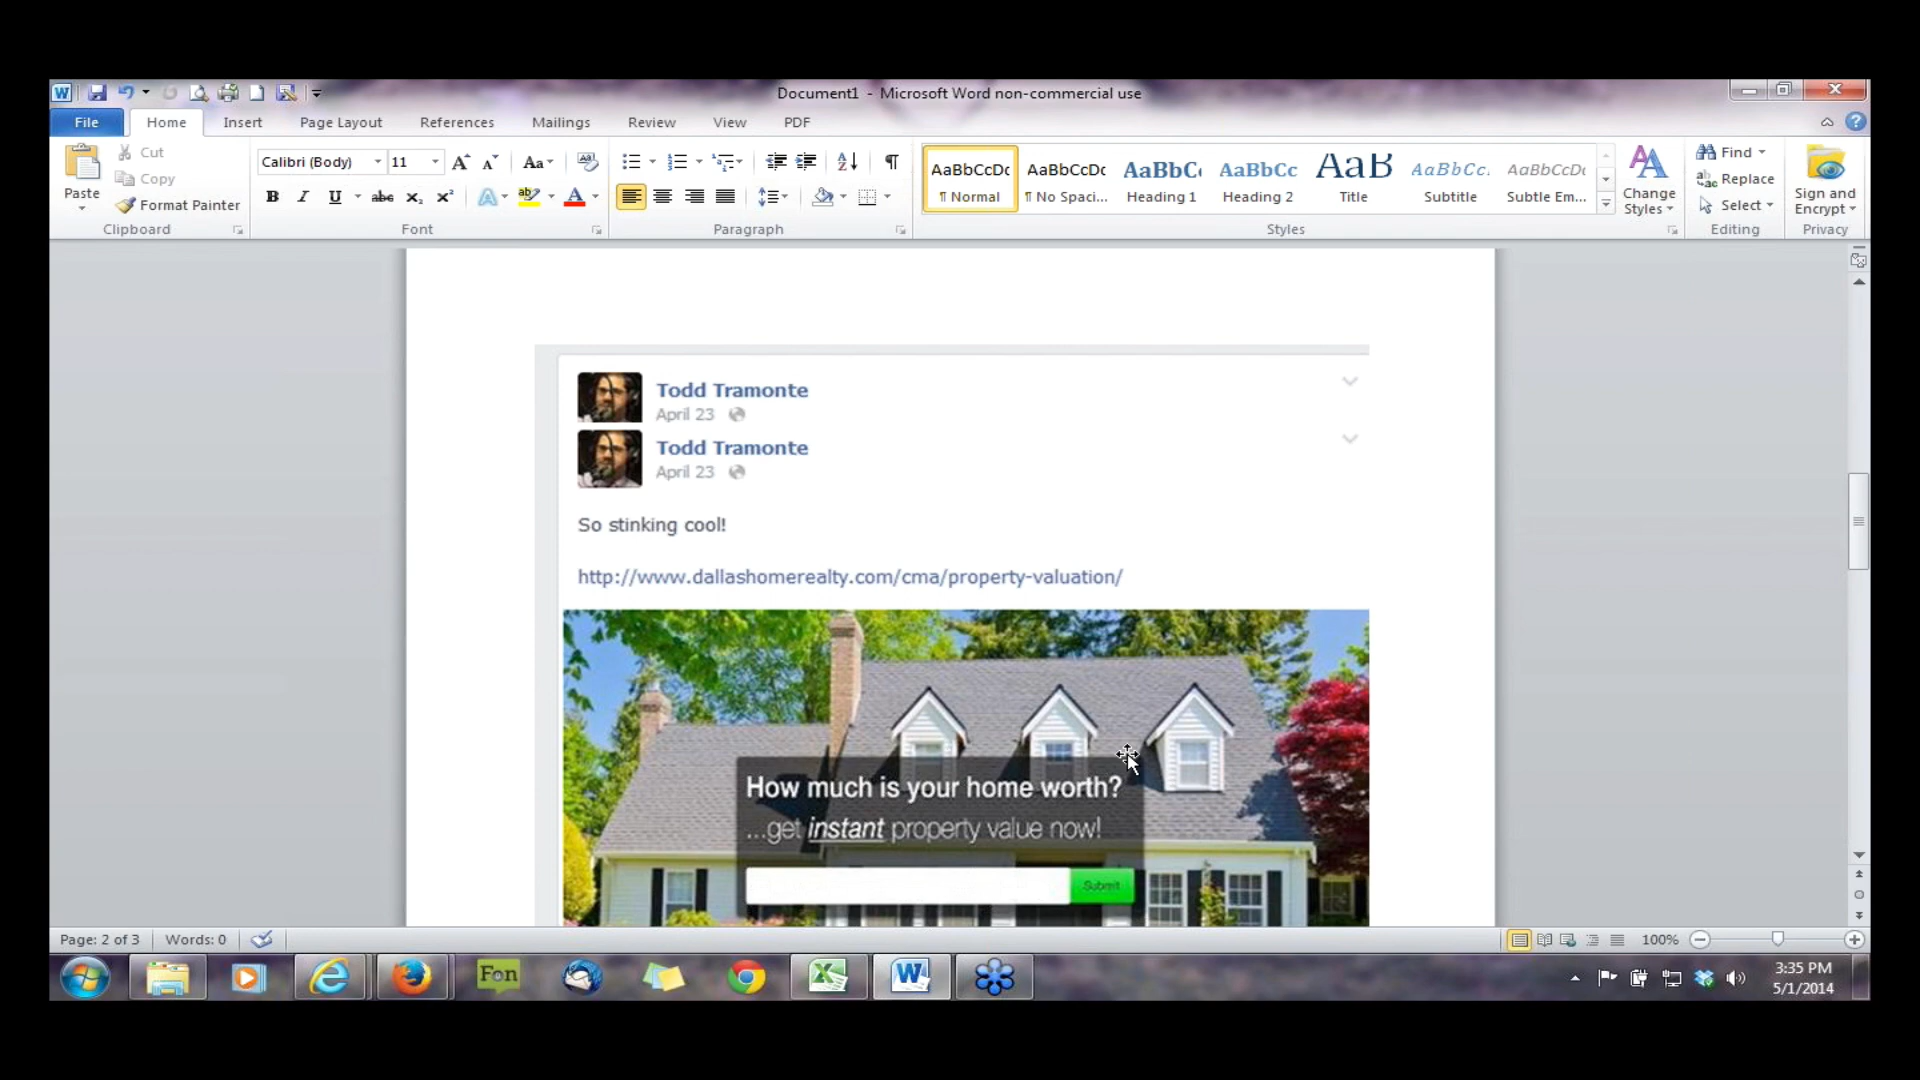 Document1 - Microsoft Word non-commercial use
File Home Insert Page Layout References Mailings Review View PDF
Paste
Cut
Copy
Format Painter
Clipboard
Calibri (Body) 11
Font
Paragraph
AaBbCcDc AaBbCcDc AaBbC AaBbCc AaB AaBbCc. AaBbCcDc
¶ Normal ¶ No Spaci... Heading 1 Heading 2 Title Subtitle Subtle Em...
Change
Styles
Styles
Find
Replace
Select
Editing
Sign and
Encrypt
Privacy
Todd Tramonte
April 23
Todd Tramonte
April 23
So stinking cool!
http://www.dallashomerealty.com/cma/property-valuation/
How much is your home worth?
...get instant property value now!
Submit
Page: 2 of 3 Words: 0 100%
Fon
3:35 PM
5/1/2014